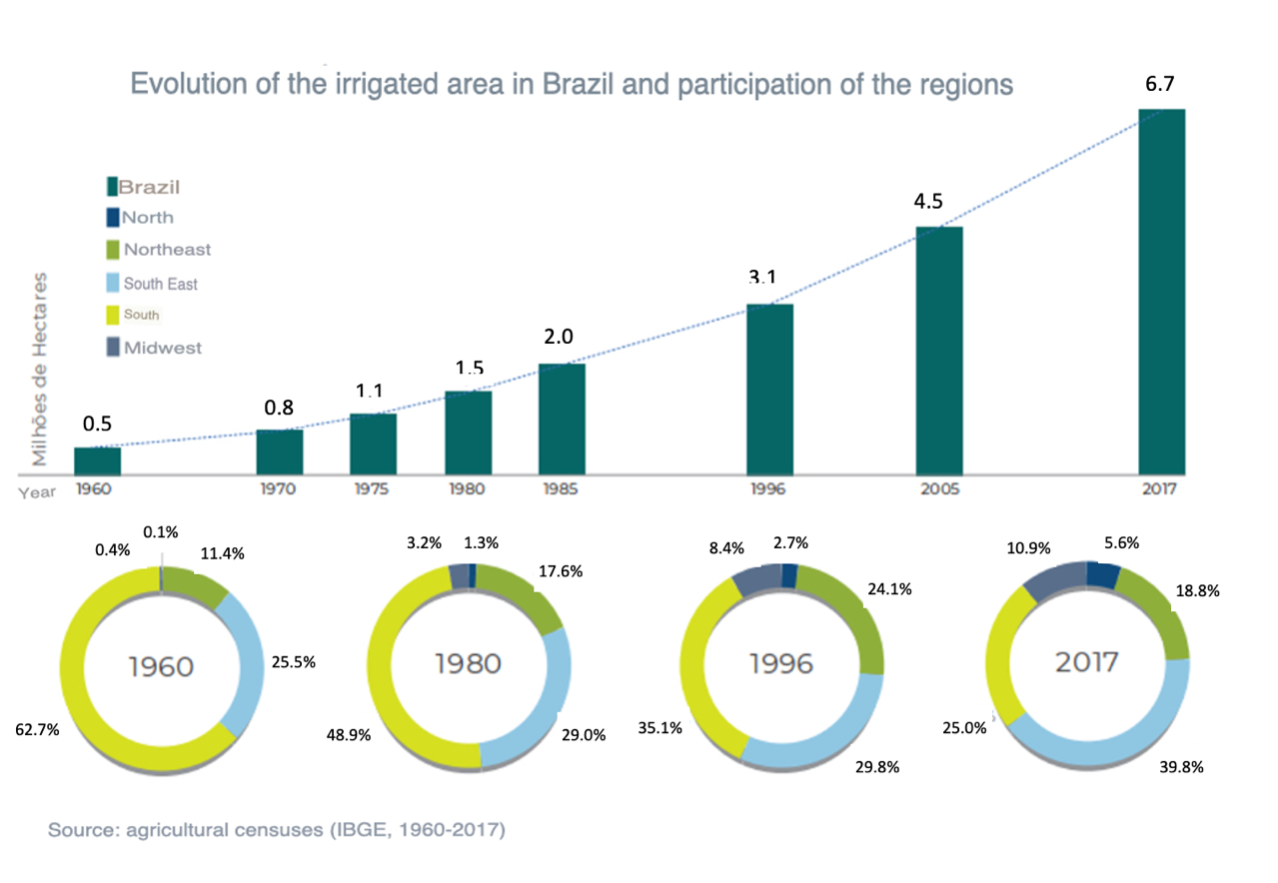 Evolution of the irrigated area in Brazil and participation of the regions
Brazil
North
Northeast
South East
South
Midwest
Milhões de Hectares
0.5
0.8
1.1
1.5
2.0
3.1
4.5
6.7
Year 1960 1970 1975 1980 1985 1996 2005 2017
0.4% 0.1% 11.4%
25.5%
62.7%
1960
3.2% 1.3%
17.6%
29.0%
48.9%
1980
8.4% 2.7%
24.1%
29.8%
35.1%
1996
10.9% 5.6%
18.8%
39.8%
25.0%
2017
Source: agricultural censuses (IBGE, 1960-2017)